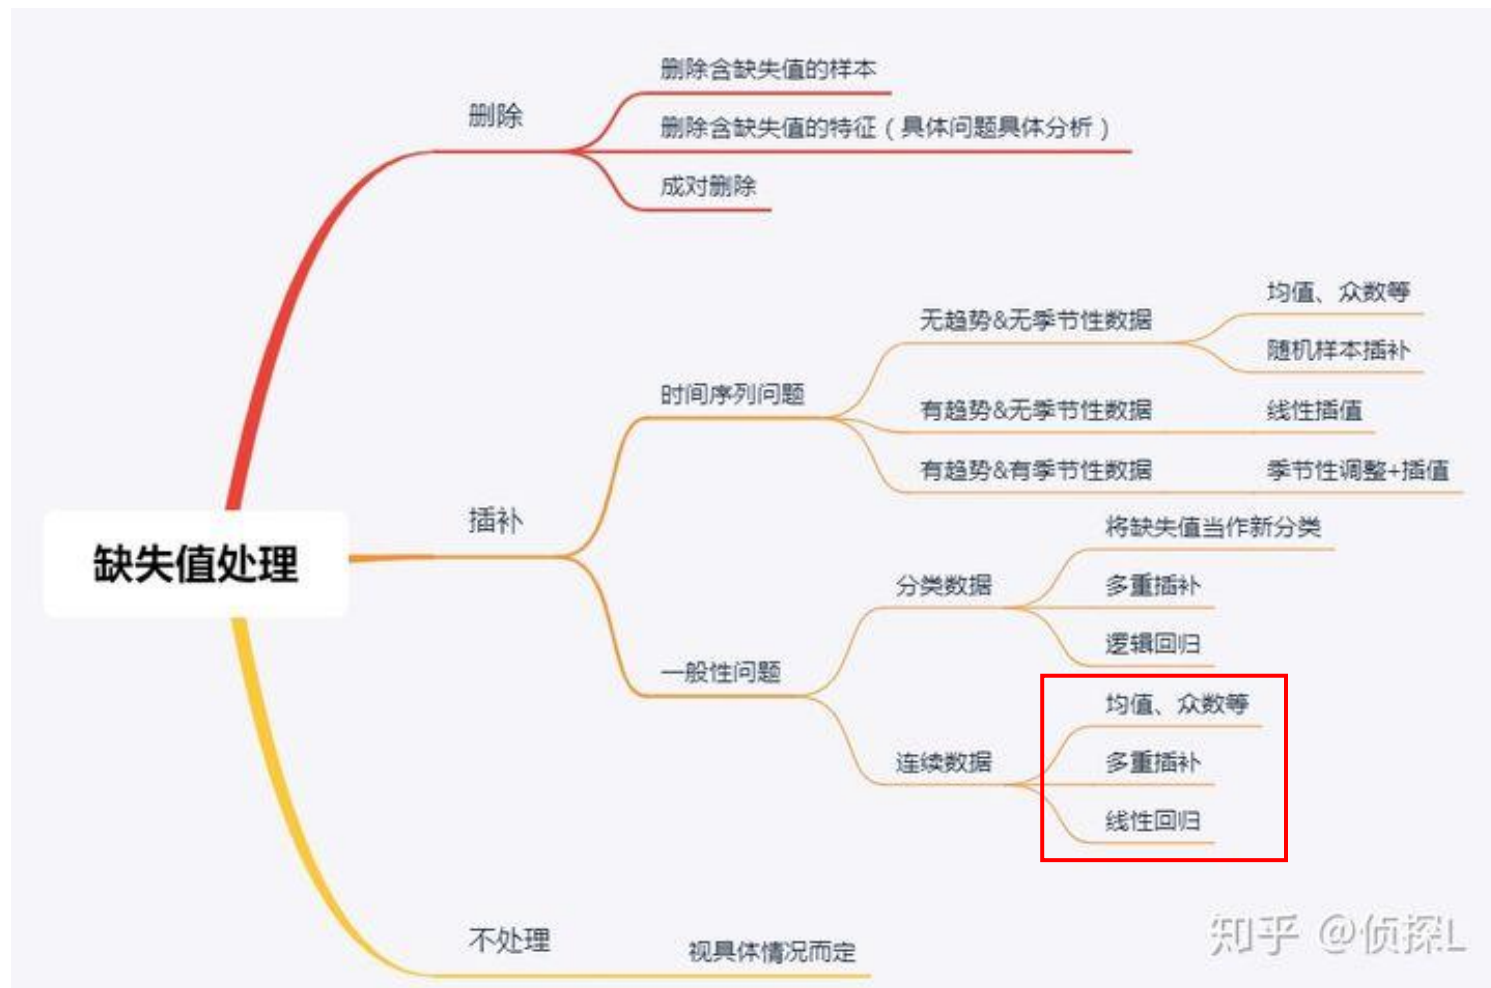 缺失值处理
删除
删除含缺失值的样本
删除含缺失值的特征（具体问题具体分析）
成对删除
插补
时间序列问题
无趋势&无季节性数据
均值、众数等
随机样本插补
有趋势&无季节性数据
线性插值
有趋势&有季节性数据
季节性调整+插值
一般性问题
分类数据
将缺失值当作新分类
多重插补
逻辑回归
连续数据
均值、众数等
多重插补
线性回归
不处理
视具体情况而定
知乎 @侦探L